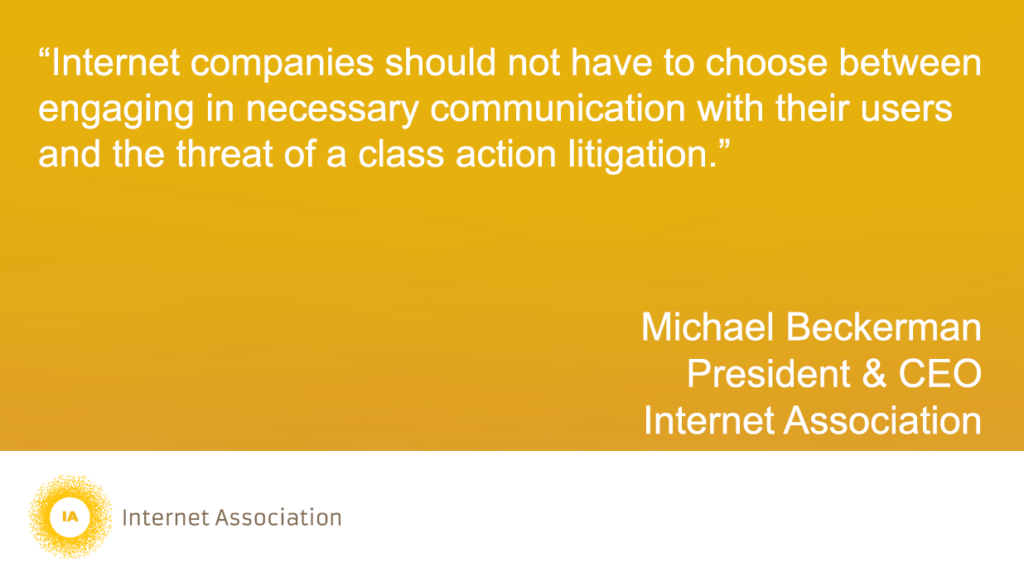 “Internet companies should not have to choose between
engaging in necessary communication with their users
and the threat of a class action litigation.”
Michael Beckerman
President & CEO
Internet Association
IA
Internet Association